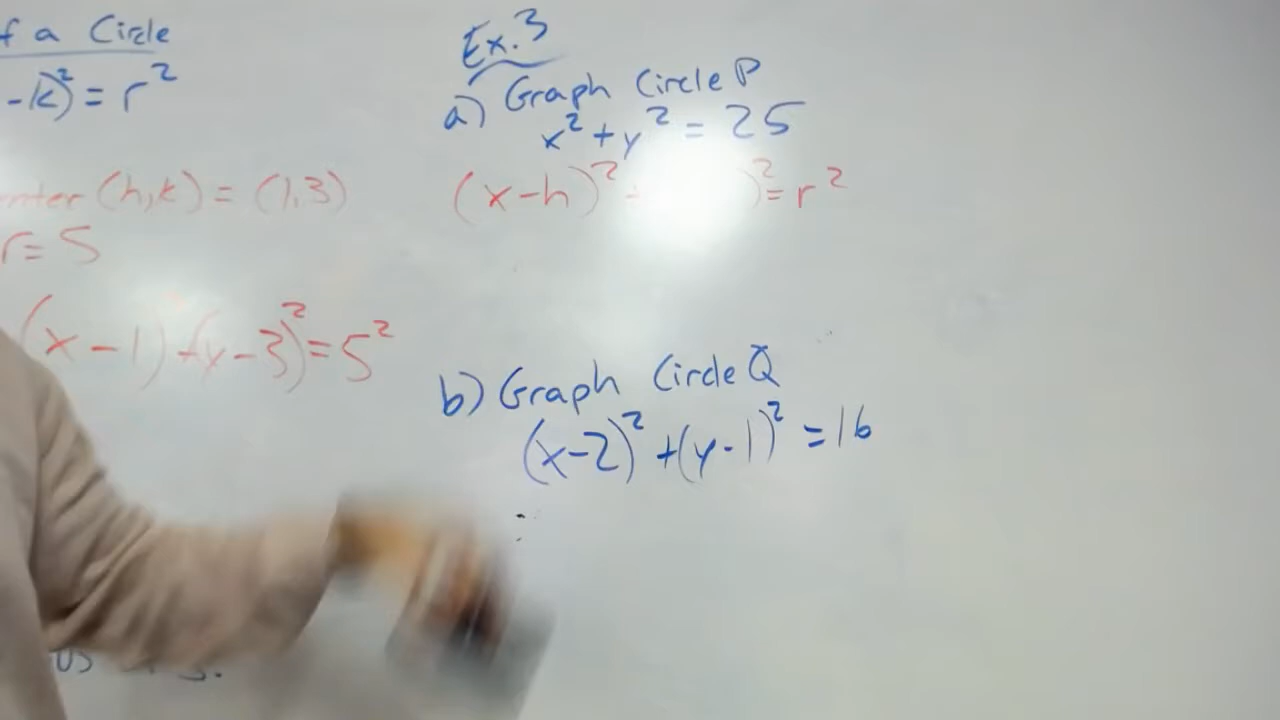 f a Circle
-k)² = r²
enter (h,k) = (1,3)
r = 5
(x-1) + (y-3)² = 5²
Ex. 3
a) Graph Circle P
x² + y² = 25
(x-h)² )² = r²
b) Graph Circle Q
(x-2)² + (y-1)² = 16